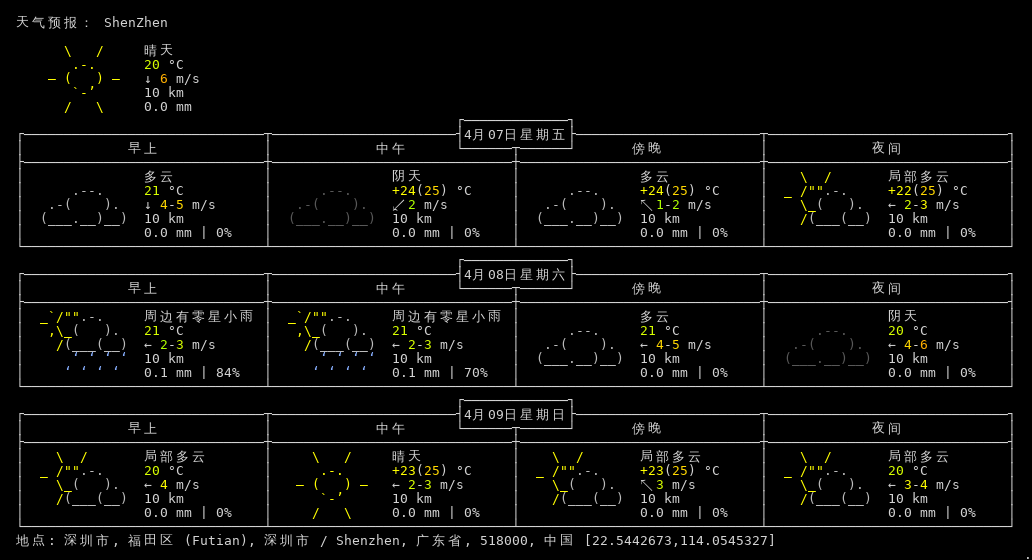 天气预报： ShenZhen
晴天
20 °C
↓ 6 m/s
10 km
0.0 mm
4月07日星期五
早上 中午 傍晚 夜间
多云 阴天 多云 局部多云
21 °C +24(25) °C +24(25) °C +22(25) °C
↓ 4-5 m/s ↙ 2 m/s ↖ 1-2 m/s ← 2-3 m/s
10 km 10 km 10 km 10 km
0.0 mm | 0% 0.0 mm | 0% 0.0 mm | 0% 0.0 mm | 0%
4月08日星期六
早上 中午 傍晚 夜间
周边有零星小雨 周边有零星小雨 多云 阴天
21 °C 21 °C 21 °C 20 °C
← 2-3 m/s ← 2-3 m/s ← 4-5 m/s ← 4-6 m/s
10 km 10 km 10 km 10 km
0.1 mm | 84% 0.1 mm | 70% 0.0 mm | 0% 0.0 mm | 0%
4月09日星期日
早上 中午 傍晚 夜间
局部多云 晴天 局部多云 局部多云
20 °C +23(25) °C +23(25) °C 20 °C
← 4 m/s ← 2-3 m/s ↖ 3 m/s ← 3-4 m/s
10 km 10 km 10 km 10 km
0.0 mm | 0% 0.0 mm | 0% 0.0 mm | 0% 0.0 mm | 0%
地点: 深圳市, 福田区 (Futian), 深圳市 / Shenzhen, 广东省, 518000, 中国 [22.5442673,114.0545327]